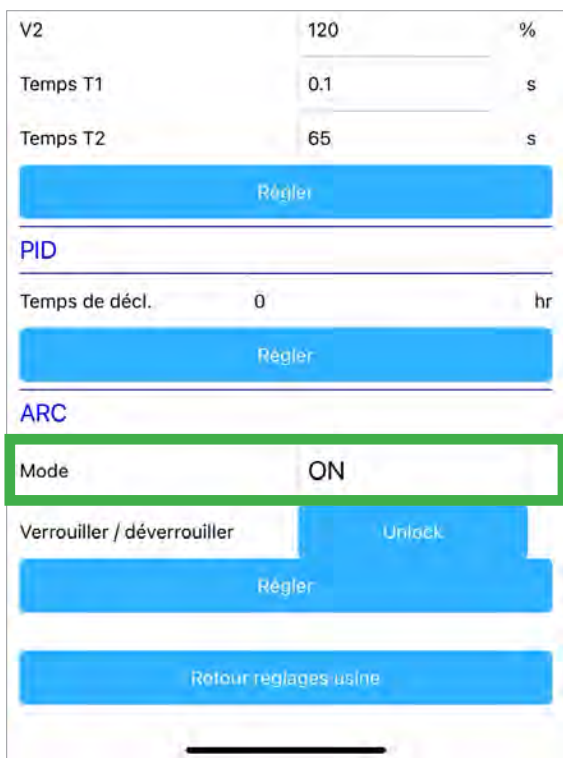 V2 120 %
Temps T1 0.1 s
Temps T2 65 s
Régler
PID
Temps de décl. 0 hr
Régler
ARC
Mode ON
Verrouiller / déverrouiller Unlock
Régler
Retour réglages usine